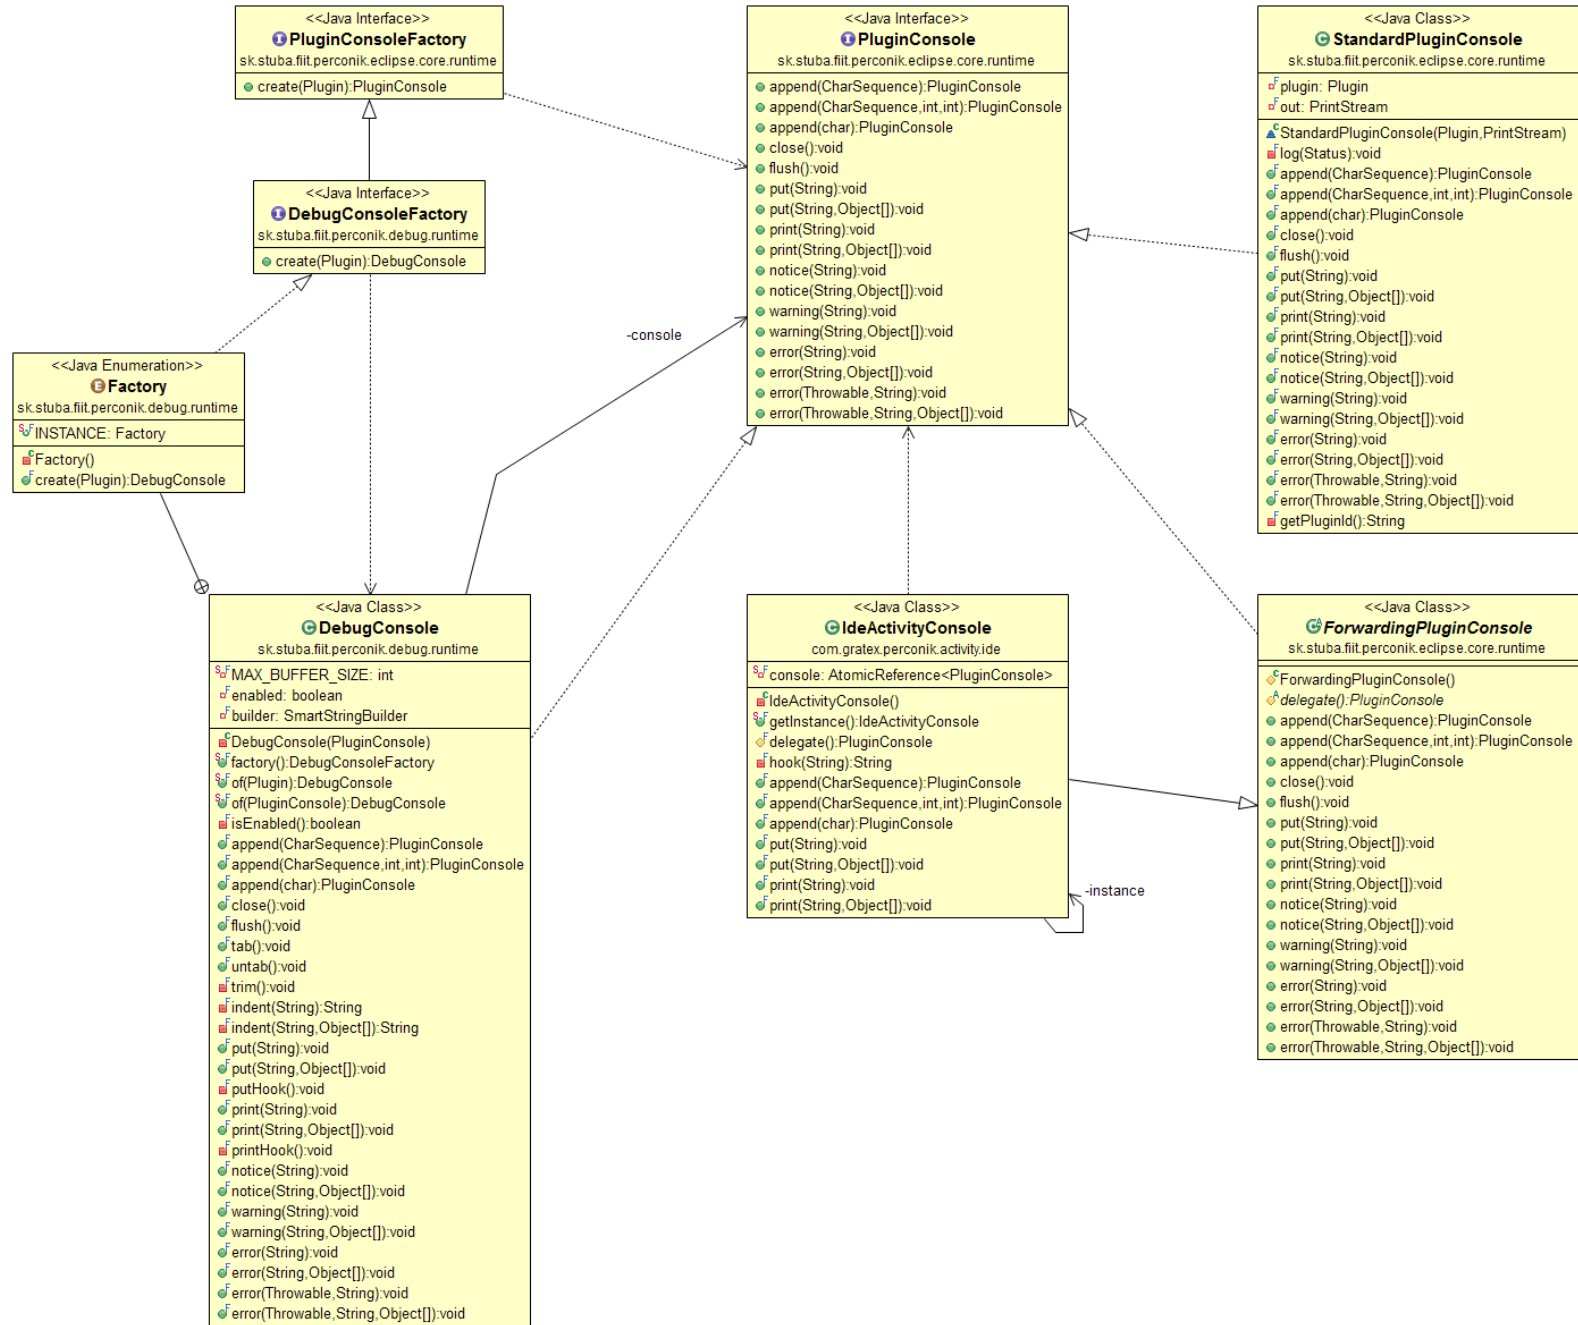 <<Java Interface>>
PluginConsoleFactory
sk.stuba.fiit.perconik.eclipse.core.runtime
create(Plugin):PluginConsole
<<Java Interface>>
PluginConsole
sk.stuba.fiit.perconik.eclipse.core.runtime
append(CharSequence):PluginConsole
append(CharSequence,int,int):PluginConsole
append(char):PluginConsole
close():void
flush():void
put(String):void
put(String,Object[]):void
print(String):void
print(String,Object[]):void
notice(String):void
notice(String,Object[]):void
warning(String):void
warning(String,Object[]):void
error(String):void
error(String,Object[]):void
error(Throwable,String):void
error(Throwable,String,Object[]):void
<<Java Class>>
StandardPluginConsole
sk.stuba.fiit.perconik.eclipse.core.runtime
plugin: Plugin
out: PrintStream
StandardPluginConsole(Plugin,PrintStream)
log(Status):void
append(CharSequence):PluginConsole
append(CharSequence,int,int):PluginConsole
append(char):PluginConsole
close():void
flush():void
put(String):void
put(String,Object[]):void
print(String):void
print(String,Object[]):void
notice(String):void
notice(String,Object[]):void
warning(String):void
warning(String,Object[]):void
error(String):void
error(String,Object[]):void
error(Throwable,String):void
error(Throwable,String,Object[]):void
getPluginId():String
<<Java Interface>>
DebugConsoleFactory
sk.stuba.fiit.perconik.debug.runtime
create(Plugin):DebugConsole
-console
<<Java Enumeration>>
Factory
sk.stuba.fiit.perconik.debug.runtime
INSTANCE: Factory
Factory()
create(Plugin):DebugConsole
<<Java Class>>
DebugConsole
sk.stuba.fiit.perconik.debug.runtime
MAX_BUFFER_SIZE: int
enabled: boolean
builder: SmartStringBuilder
DebugConsole(PluginConsole)
factory():DebugConsoleFactory
of(Plugin):DebugConsole
of(PluginConsole):DebugConsole
isEnabled():boolean
append(CharSequence):PluginConsole
append(CharSequence,int,int):PluginConsole
append(char):PluginConsole
close():void
flush():void
tab():void
untab():void
trim():void
indent(String):String
indent(String,Object[]):String
put(String):void
put(String,Object[]):void
putHook():void
print(String):void
print(String,Object[]):void
printHook():void
notice(String):void
notice(String,Object[]):void
warning(String):void
warning(String,Object[]):void
error(String):void
error(String,Object[]):void
error(Throwable,String):void
error(Throwable,String,Object[]):void
<<Java Class>>
IdeActivityConsole
com.gratex.perconik.activity.ide
console: AtomicReference<PluginConsole>
IdeActivityConsole()
getInstance():IdeActivityConsole
delegate():PluginConsole
hook(String):String
append(CharSequence):PluginConsole
append(CharSequence,int,int):PluginConsole
append(char):PluginConsole
put(String):void
put(String,Object[]):void
print(String):void
print(String,Object[]):void
-instance
<<Java Class>>
ForwardingPluginConsole
sk.stuba.fiit.perconik.eclipse.core.runtime
ForwardingPluginConsole()
delegate():PluginConsole
append(CharSequence):PluginConsole
append(CharSequence,int,int):PluginConsole
append(char):PluginConsole
close():void
flush():void
put(String):void
put(String,Object[]):void
print(String):void
print(String,Object[]):void
notice(String):void
notice(String,Object[]):void
warning(String):void
warning(String,Object[]):void
error(String):void
error(String,Object[]):void
error(Throwable,String):void
error(Throwable,String,Object[]):void